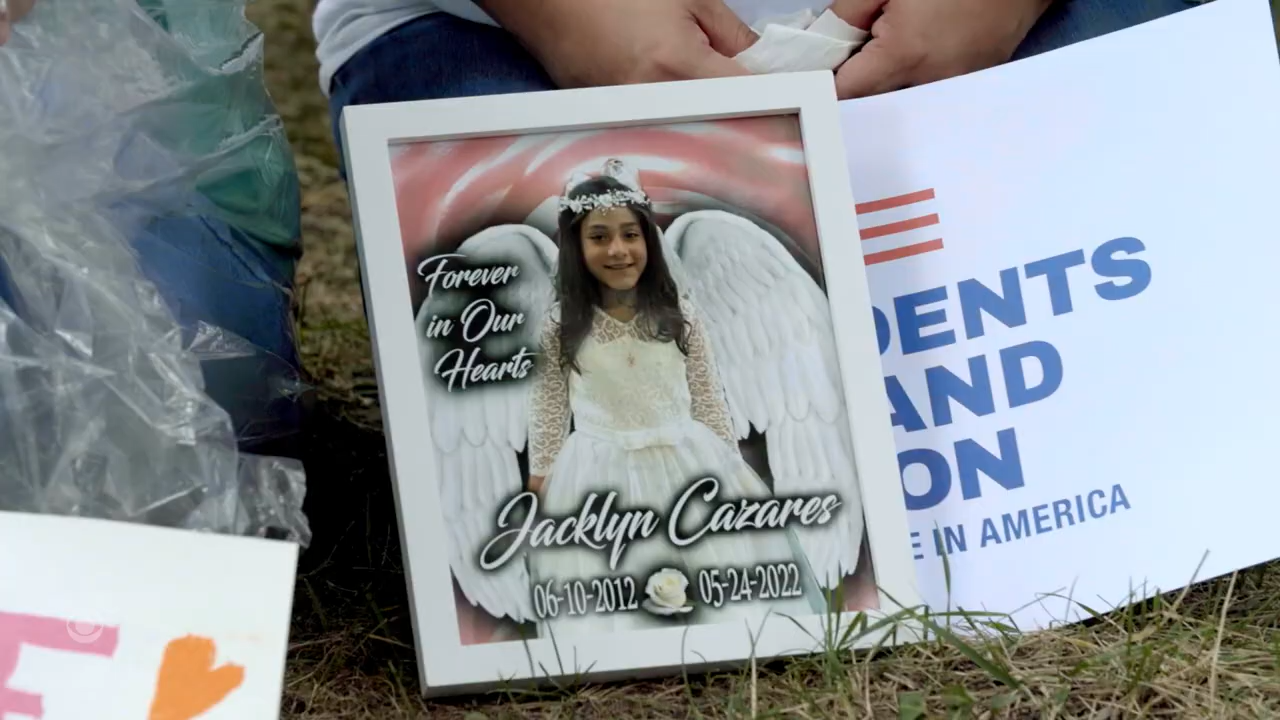 Forever
in Our
Hearts
Jacklyn Cazares
06-10-2012 05-24-2022
DENTS
AND
ON
E IN AMERICA
E